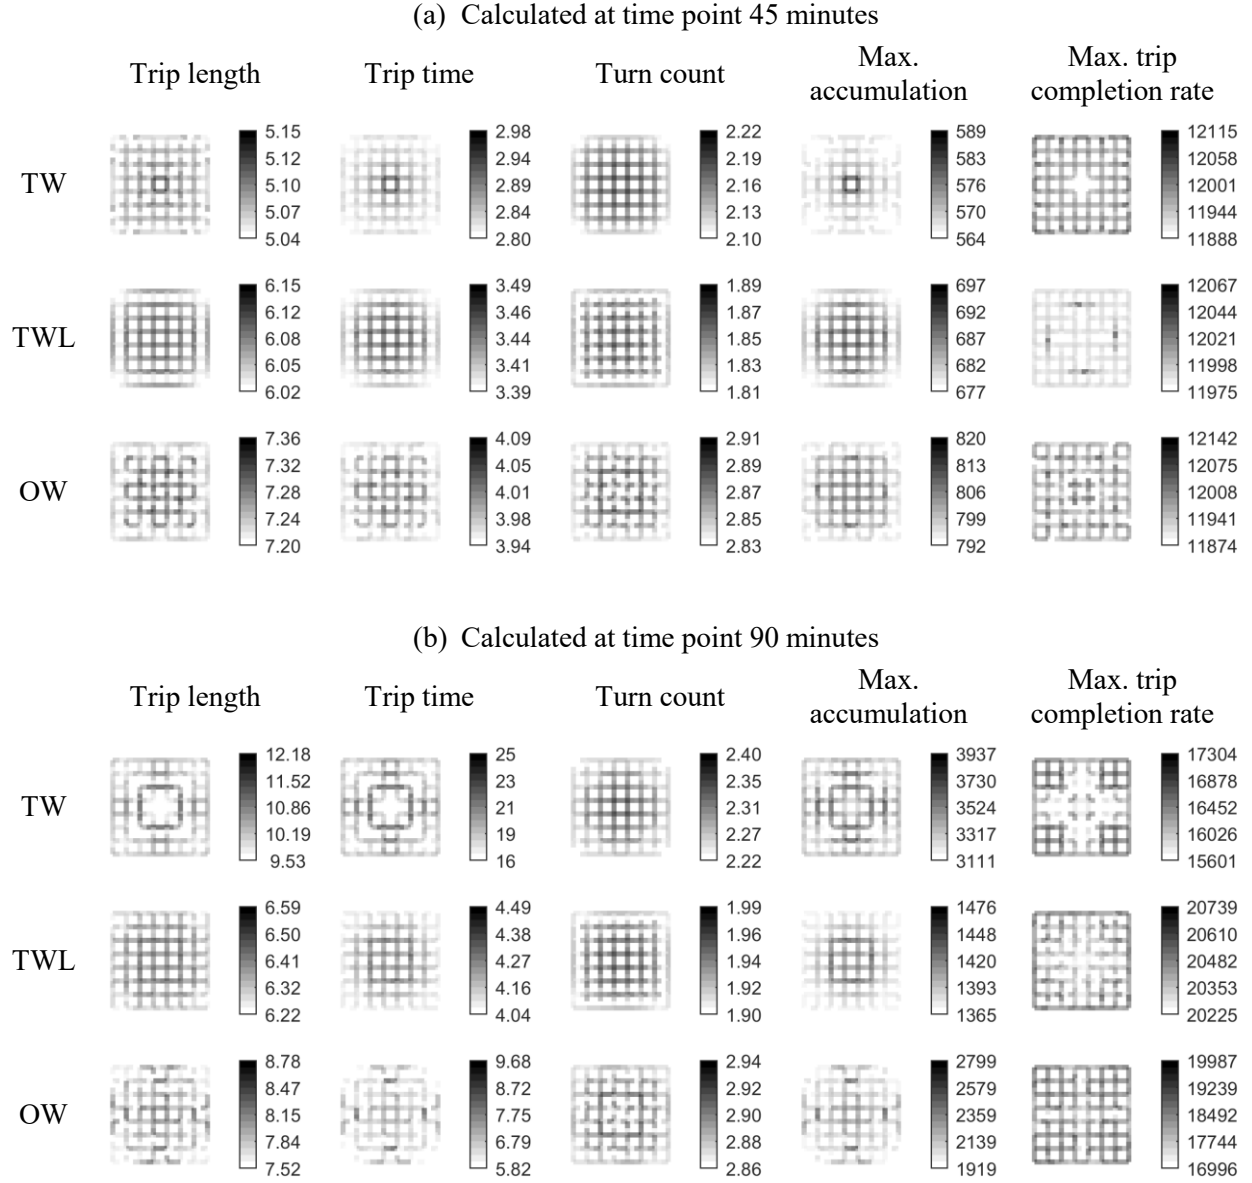 (a) Calculated at time point 45 minutes
Trip length Trip time Turn count Max. accumulation Max. trip completion rate
TW
5.15 2.98 2.22 589 12115
5.12 2.94 2.19 583 12058
5.10 2.89 2.16 576 12001
5.07 2.84 2.13 570 11944
5.04 2.80 2.10 564 11888
TWL
6.15 3.49 1.89 697 12067
6.12 3.46 1.87 692 12044
6.08 3.44 1.85 687 12021
6.05 3.41 1.83 682 11998
6.02 3.39 1.81 677 11975
OW
7.36 4.09 2.91 820 12142
7.32 4.05 2.89 813 12075
7.28 4.01 2.87 806 12008
7.24 3.98 2.85 799 11941
7.20 3.94 2.83 792 11874
(b) Calculated at time point 90 minutes
Trip length Trip time Turn count Max. accumulation Max. trip completion rate
TW
12.18 25 2.40 3937 17304
11.52 23 2.35 3730 16878
10.86 21 2.31 3524 16452
10.19 19 2.27 3317 16026
9.53 16 2.22 3111 15601
TWL
6.59 4.49 1.99 1476 20739
6.50 4.38 1.96 1448 20610
6.41 4.27 1.94 1420 20482
6.32 4.16 1.92 1393 20353
6.22 4.04 1.90 1365 20225
OW
8.78 9.68 2.94 2799 19987
8.47 8.72 2.92 2579 19239
8.15 7.75 2.90 2359 18492
7.84 6.79 2.88 2139 17744
7.52 5.82 2.86 1919 16996